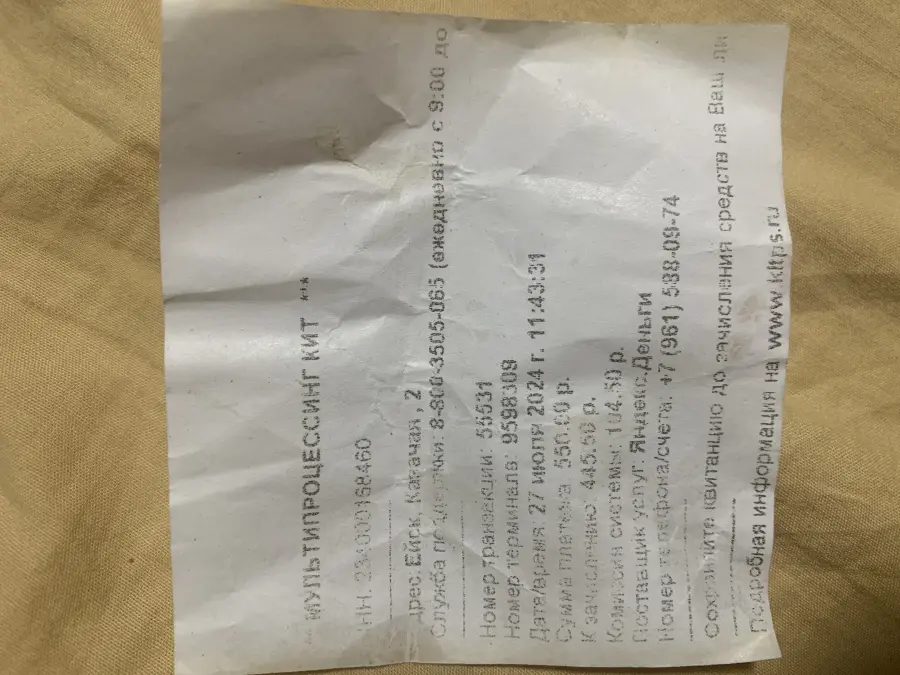 ** МУЛЬТИПРОЦЕССИНГ КИТ ***
ИНН: 234000168460
Адрес: Ейск, Казачая, 2
Служба поддержки: 8-800-3505-065 (ежедневно с 9:00 до
Номер транзакции: 55531
Номер терминала: 9598309
Дата/время: 27 июля 2024 г. 11:43:31
Сумма платежа: 550.00 р.
К зачислению: 445.50 р.
Комиссия системы: 104.50 р.
Поставщик услуг: Яндекс.Деньги
Номер телефона/счета: +7 (961) 588-09-74
Сохраните квитанцию до зачисления средств на Ваш ли
Подробная информация на www.kltps.ru